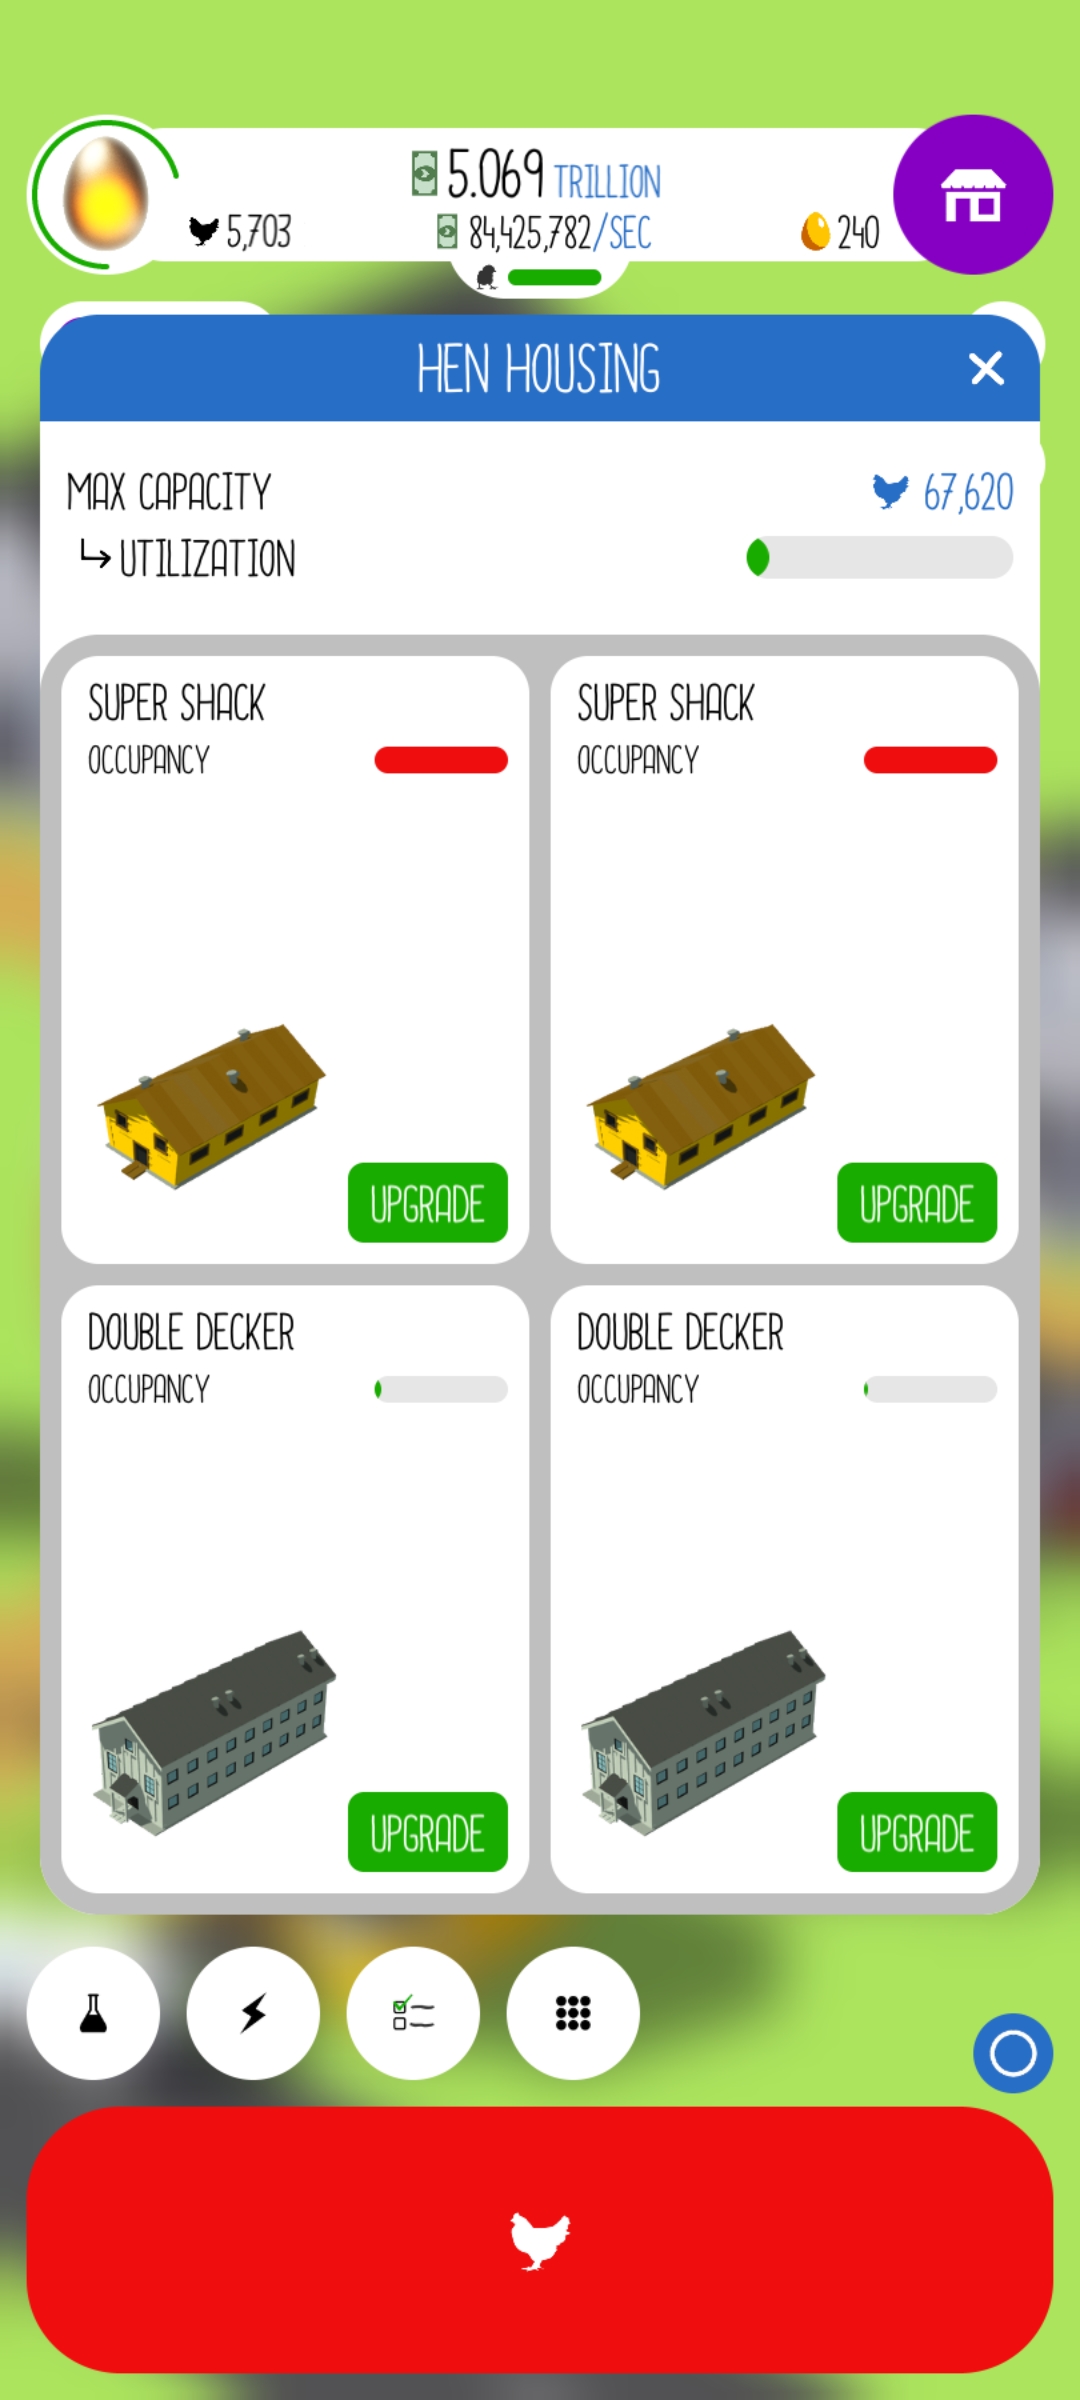 5.069 TRILLION
5,703 84,425,782/SEC 240
HEN HOUSING
MAX CAPACITY 67,620
UTILIZATION
SUPER SHACK SUPER SHACK
OCCUPANCY OCCUPANCY
UPGRADE UPGRADE
DOUBLE DECKER DOUBLE DECKER
OCCUPANCY OCCUPANCY
UPGRADE UPGRADE